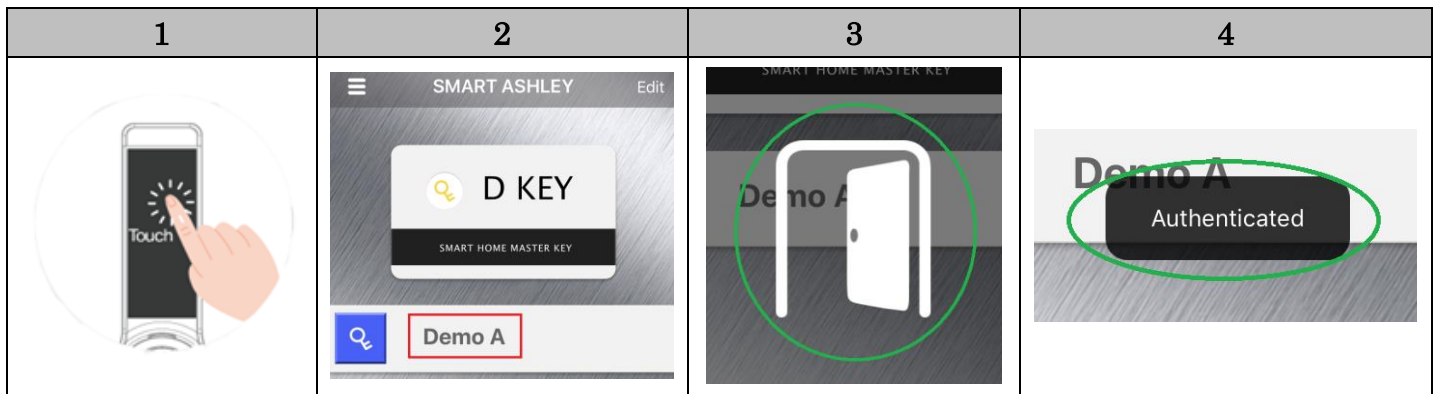 1
2
3
4
Touch
SMART ASHLEY
Edit
D KEY
SMART HOME MASTER KEY
Demo A
SMART HOME MASTER KEY
Demo A
Demo A
Authenticated